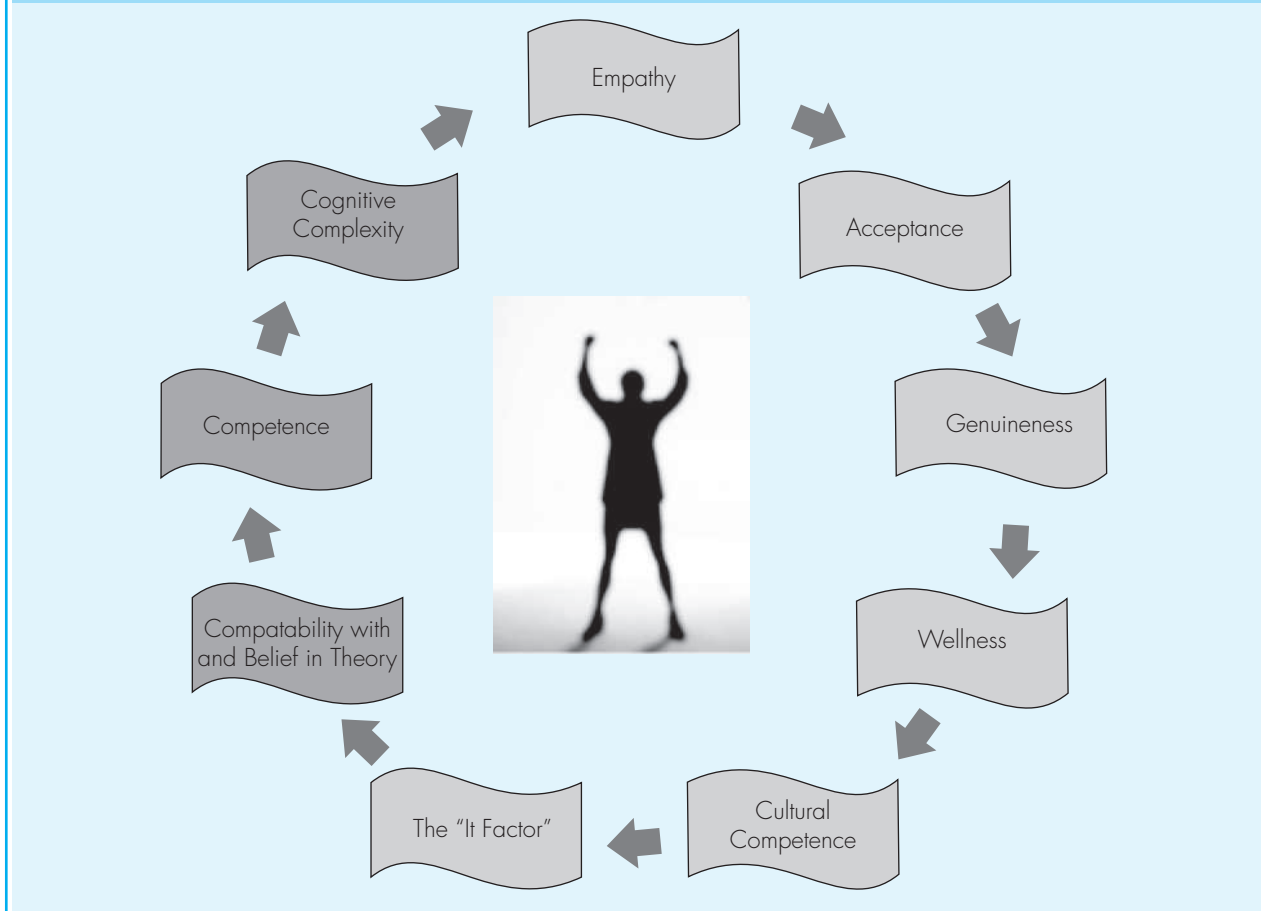 Empathy
Acceptance
Genuineness
Wellness
Cultural
Competence
The “It Factor”
Compatability with
and Belief in Theory
Competence
Cognitive
Complexity